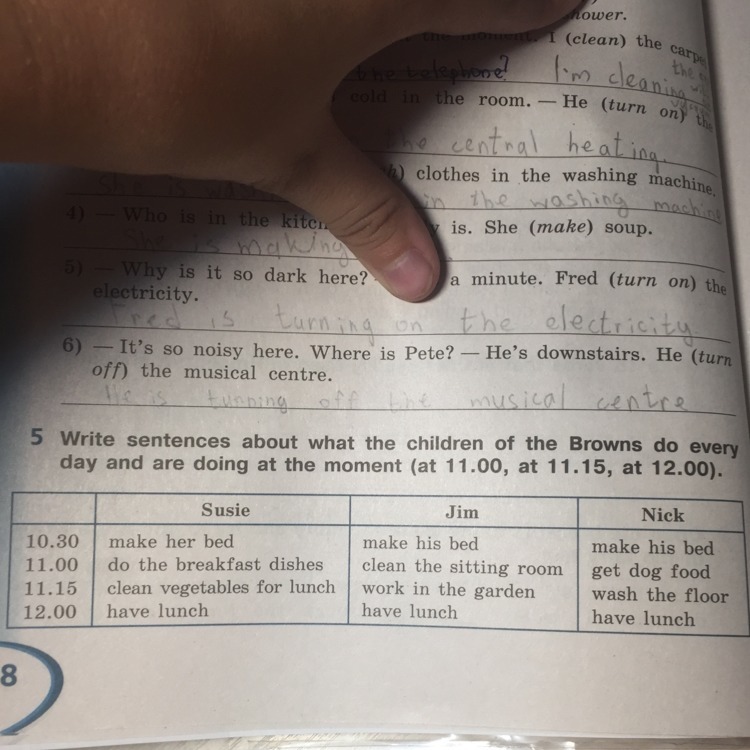 shower.
the moment. I (clean) the
the telephone? I'm cleaning the
cold in the room. — He (turn on) the
the central heating.
clothes in the washing machine.
She is in the washing machine
4) — Who is in the is. She (make) soup.
She is making
5) — Why is it so dark here? a minute. Fred (turn on) the
electricity.
Fred is turning on the electricity
6) — It's so noisy here. Where is Pete? — He's downstairs. He (turn
off) the musical centre.
He is turning off the musical centre
5 Write sentences about what the children of the Browns do every
day and are doing at the moment (at 11.00, at 11.15, at 12.00).
Susie Jim Nick
10.30 make her bed make his bed make his bed
11.00 do the breakfast dishes clean the sitting room get dog food
11.15 clean vegetables for lunch work in the garden wash the floor
12.00 have lunch have lunch have lunch
8